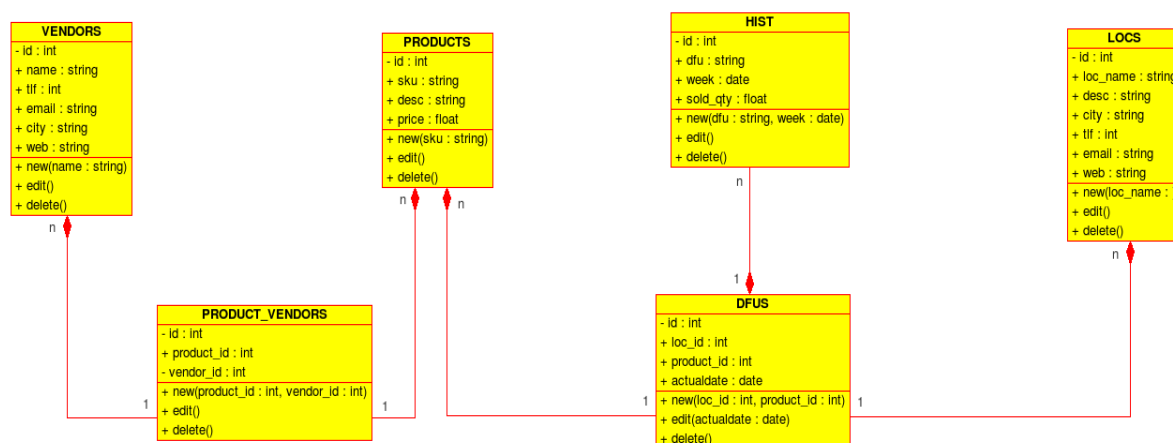 VENDORS
- id : int
+ name : string
+ tlf : int
+ email : string
+ city : string
+ web : string
+ new(name : string)
+ edit()
+ delete()
n
PRODUCTS
- id : int
+ sku : string
+ desc : string
+ price : float
+ new(sku : string)
+ edit()
+ delete()
n
n
HIST
- id : int
+ dfu : string
+ week : date
+ sold_qty : float
+ new(dfu : string, week : date)
+ edit()
+ delete()
n
LOCS
- id : int
+ loc_name : string
+ desc : string
+ city : string
+ tlf : int
+ email : string
+ web : string
+ new(loc_name :
+ edit()
+ delete()
n
PRODUCT_VENDORS
- id : int
+ product_id : int
- vendor_id : int
+ new(product_id : int, vendor_id : int)
+ edit()
+ delete()
1
1
1
DFUS
- id : int
+ loc_id : int
+ product_id : int
+ actualdate : date
+ new(loc_id : int, product_id : int)
+ edit(actualdate : date)
+ delete()
1
1